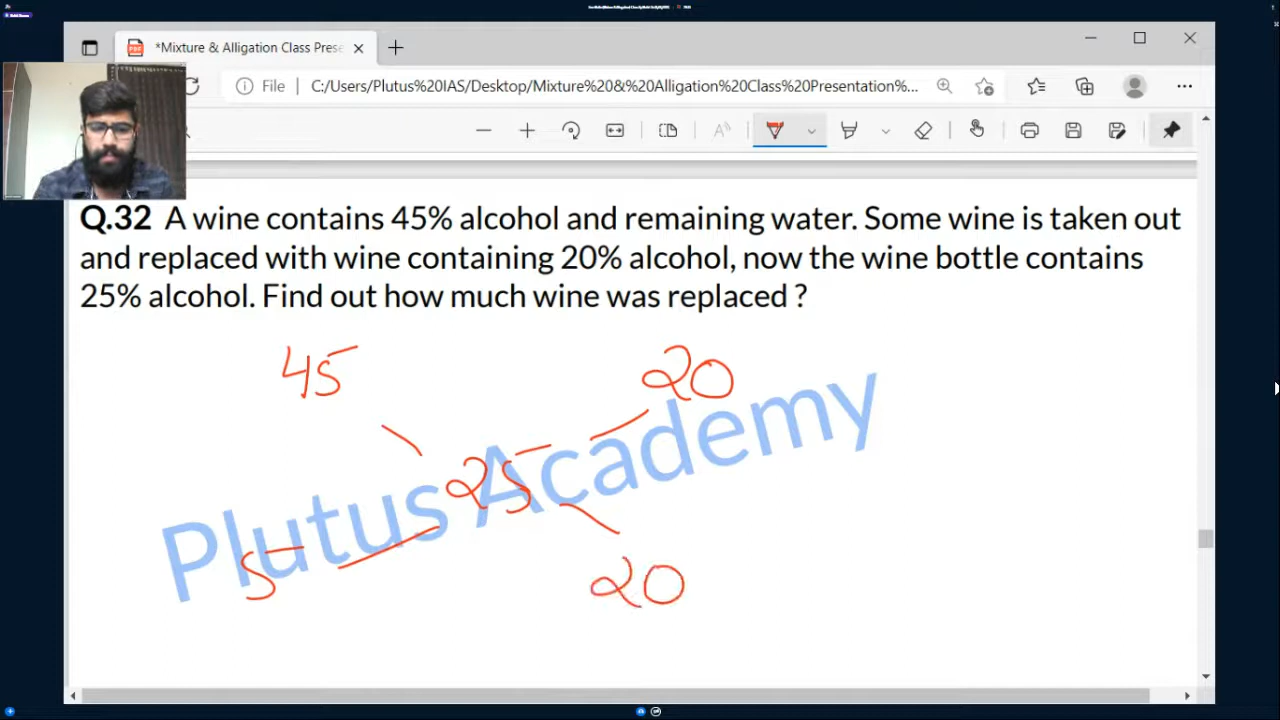 *Mixture & Alligation Class Prese
File C:/Users/Plutus%20IAS/Desktop/Mixture%20&%20Alligation%20Class%20Presentation%...
Q.32 A wine contains 45% alcohol and remaining water. Some wine is taken out
and replaced with wine containing 20% alcohol, now the wine bottle contains
25% alcohol. Find out how much wine was replaced ?
45 20
25
5 20
Plutus Academy